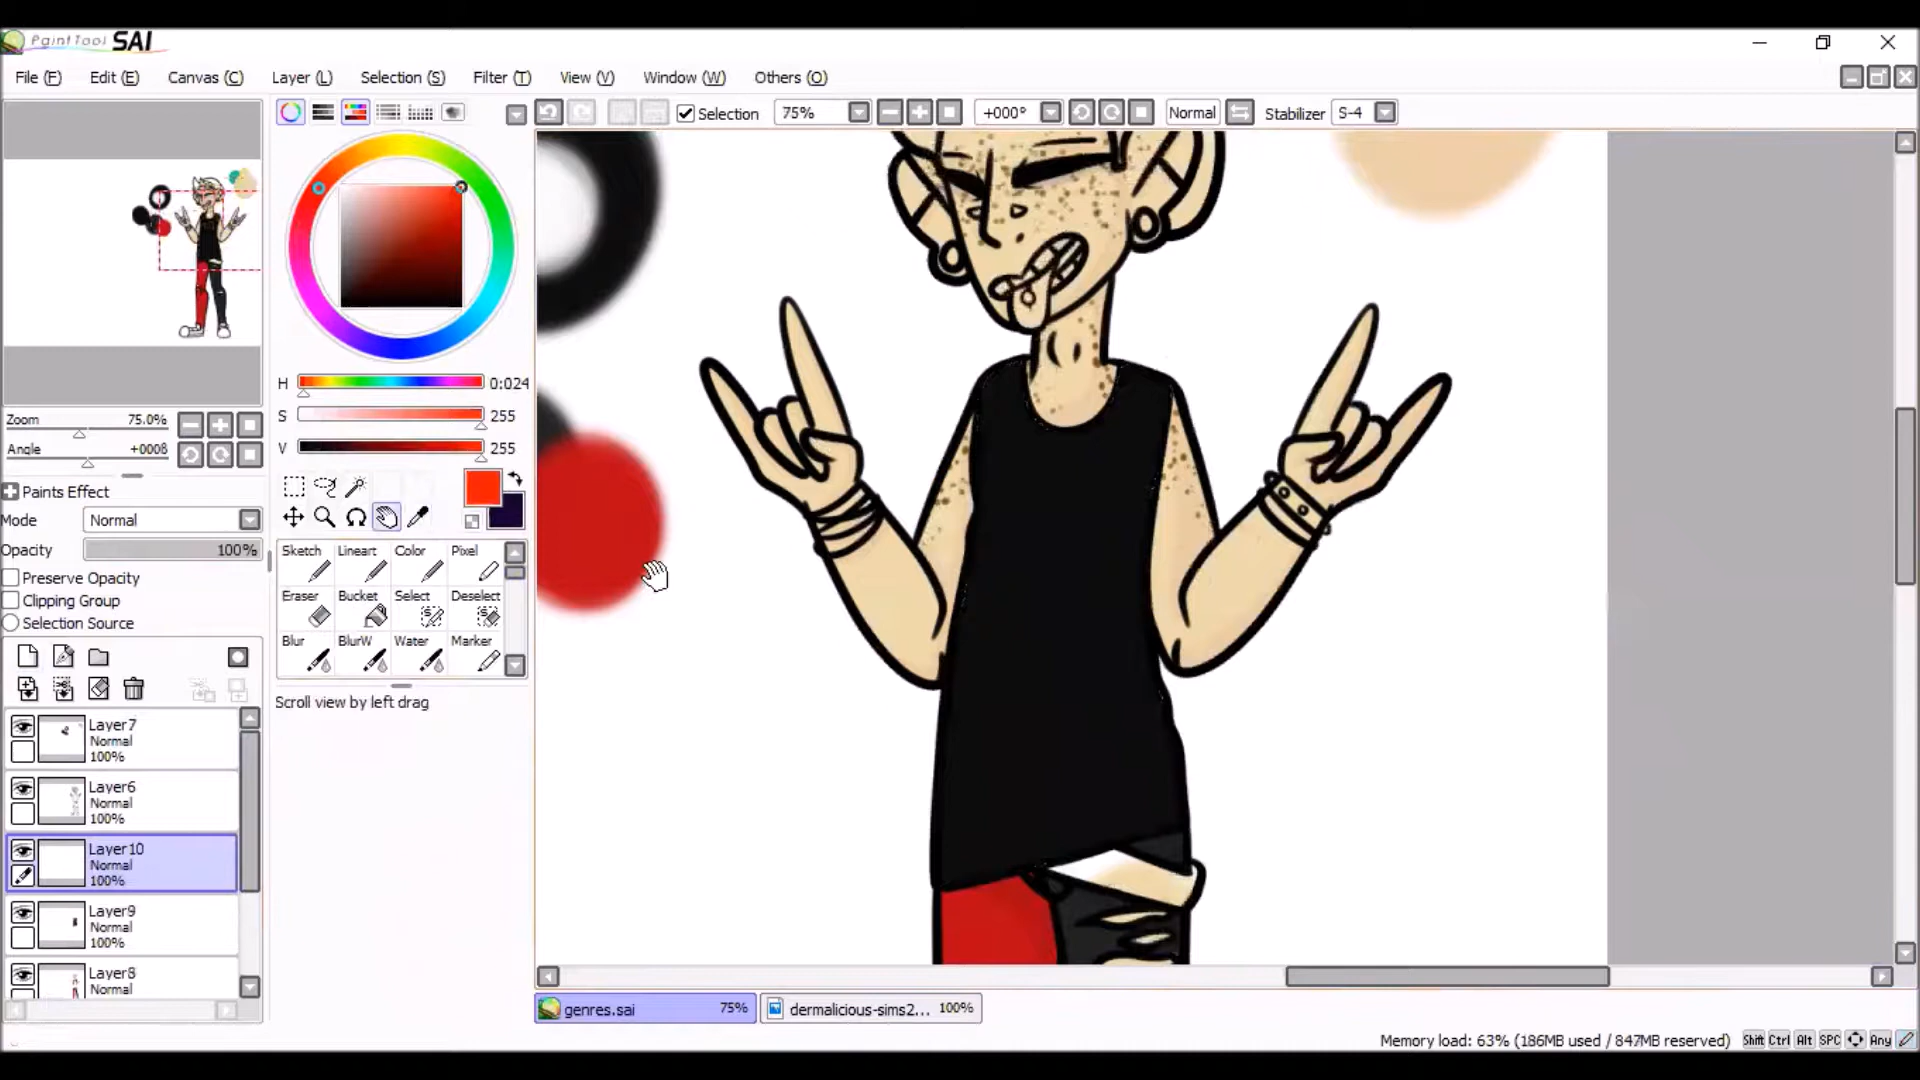 PaintTool SAI
File (F) Edit (E) Canvas (C) Layer (L) Selection (S) Filter (T) View (V) Window (W) Others (O)
Selection 75% +000° Normal Stabilizer S-4
H 0:024
S 255
V 255
Zoom 75.0%
Angle +000
Paints Effect
Mode Normal
Opacity 100%
Preserve Opacity
Clipping Group
Selection Source
Sketch Lineart Color Pixel
Eraser Bucket Select Deselect
Blur BlurW Water Marker
Scroll view by left drag
Layer7
Normal
100%
Layer6
Normal
100%
Layer10
Normal
100%
Layer9
Normal
100%
Layer8
Normal
genres.sai 75% dermalicious-sims2... 100%
Memory load: 63% (186MB used / 847MB reserved) Shift Ctrl Alt SPC Any